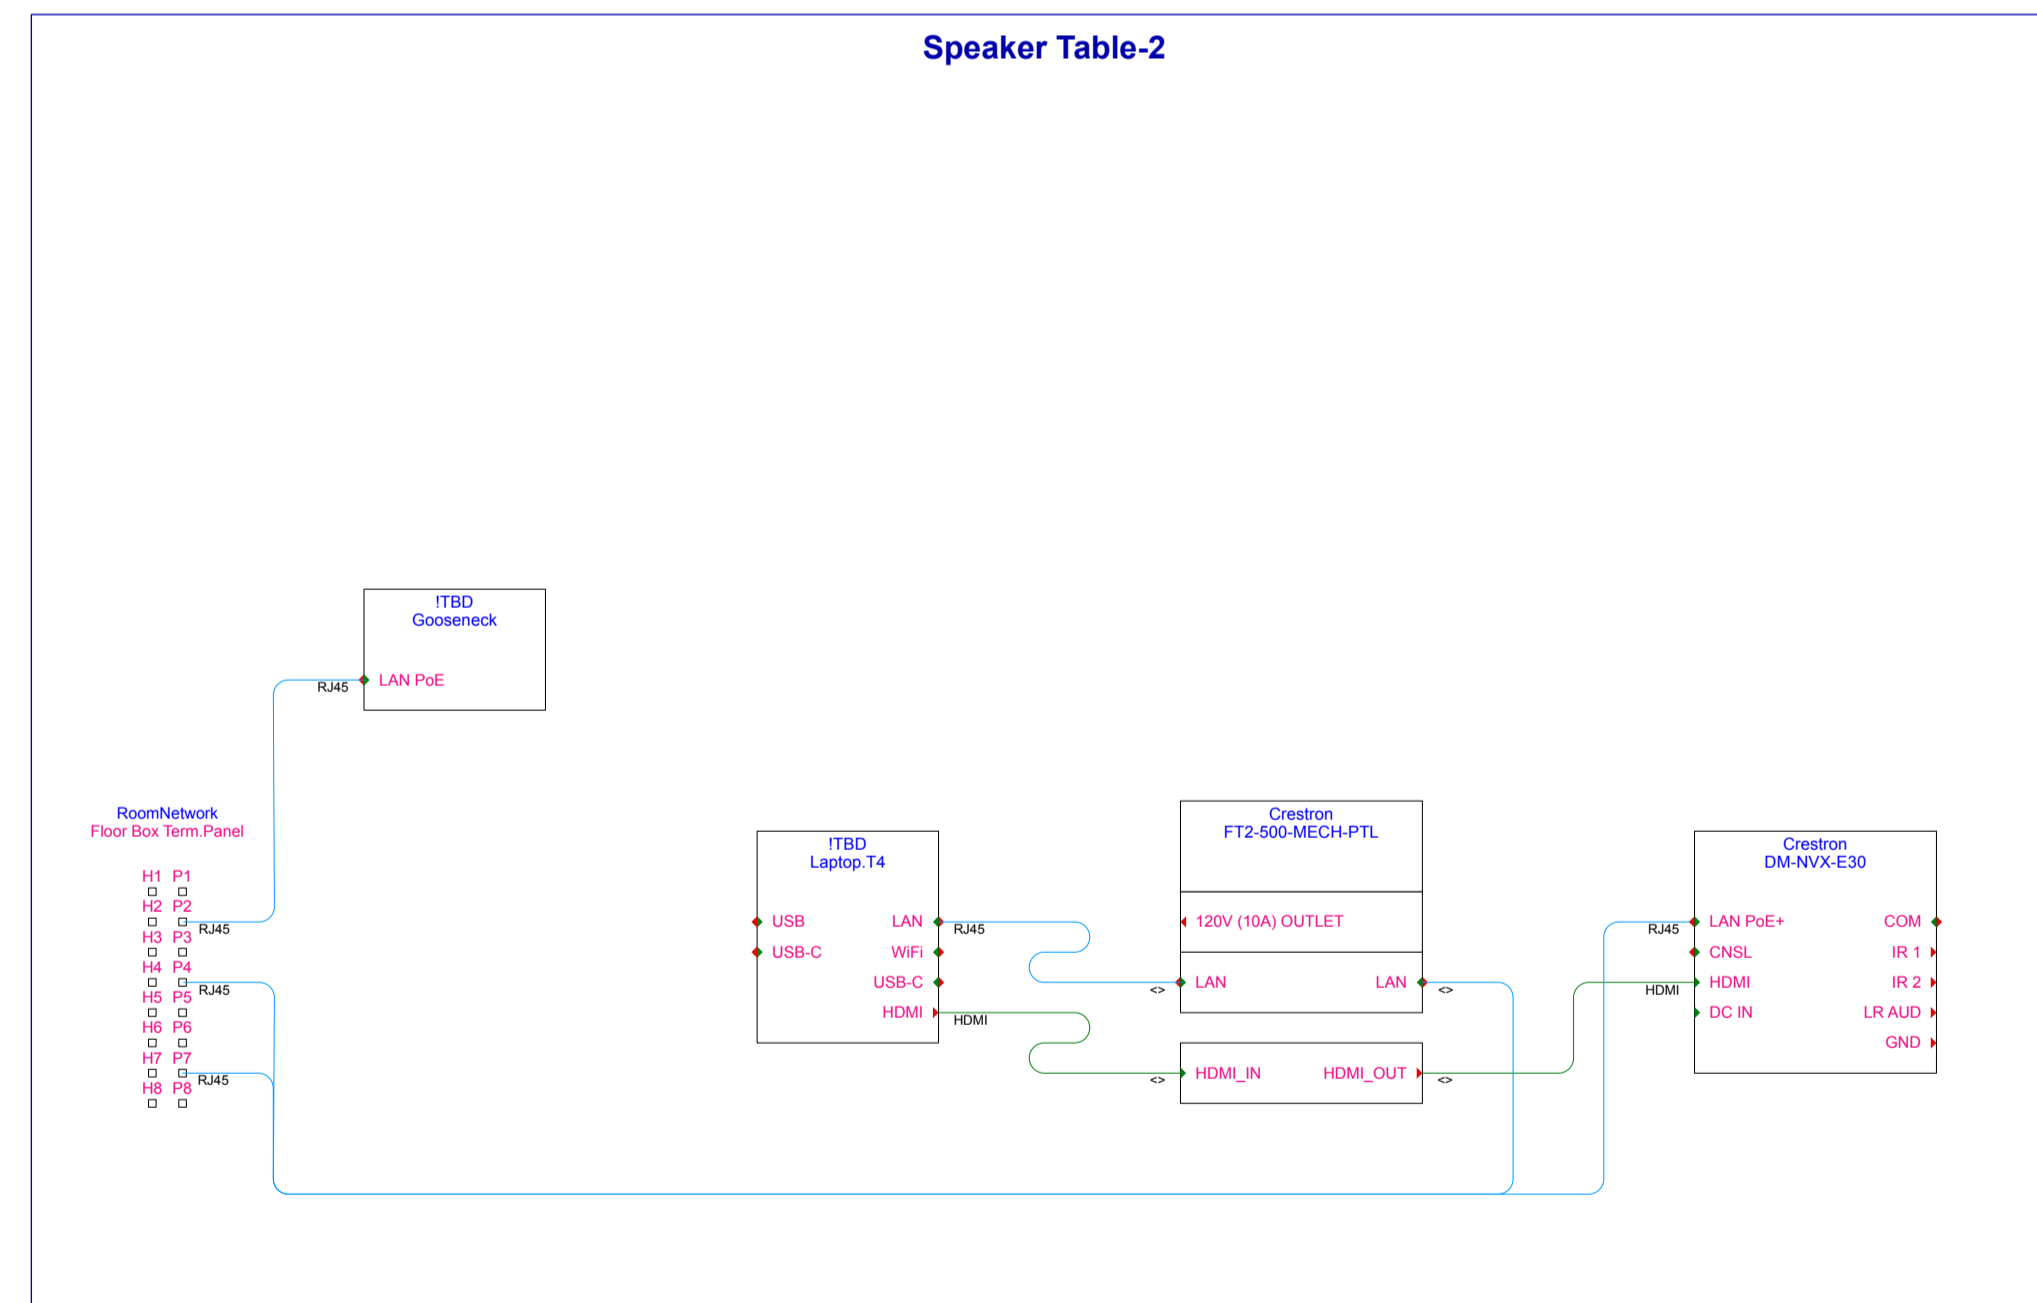 Speaker Table-2
!TBD
Gooseneck
RJ45
LAN PoE
RoomNetwork
Floor Box Term.Panel
H1 P1
H2 P2
RJ45
H3 P3
H4 P4
RJ45
H5 P5
H6 P6
H7 P7
RJ45
H8 P8
!TBD
Laptop.T4
USB LAN
RJ45
USB-C WiFi
USB-C
HDMI
HDMI
Crestron
FT2-500-MECH-PTL
120V (10A) OUTLET
<> LAN LAN <>
<> HDMI_IN HDMI_OUT <>
Crestron
DM-NVX-E30
RJ45
LAN PoE+ COM
CNSL IR 1
HDMI
HDMI IR 2
DC IN LR AUD
GND